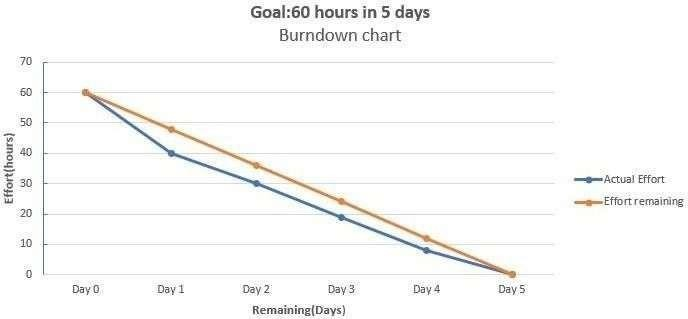 Goal:60 hours in 5 days
Burndown chart
70
60
50
40
30
20
10
0
Effort(hours)
Day 0 Day 1 Day 2 Day 3 Day 4 Day 5
Remaining(Days)
Actual Effort
Effort remaining